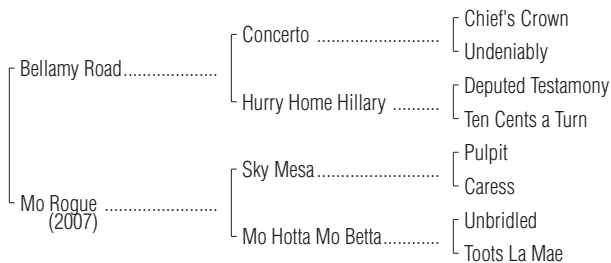 Chief's Crown
Concerto ..........................
Undeniably
Bellamy Road....................
Deputed Testamony
Hurry Home Hillary ..........
Ten Cents a Turn
Pulpit
Sky Mesa..........................
Caress
Mo Rogue ........................
(2007)
Unbridled
Mo Hotta Mo Betta............
Toots La Mae